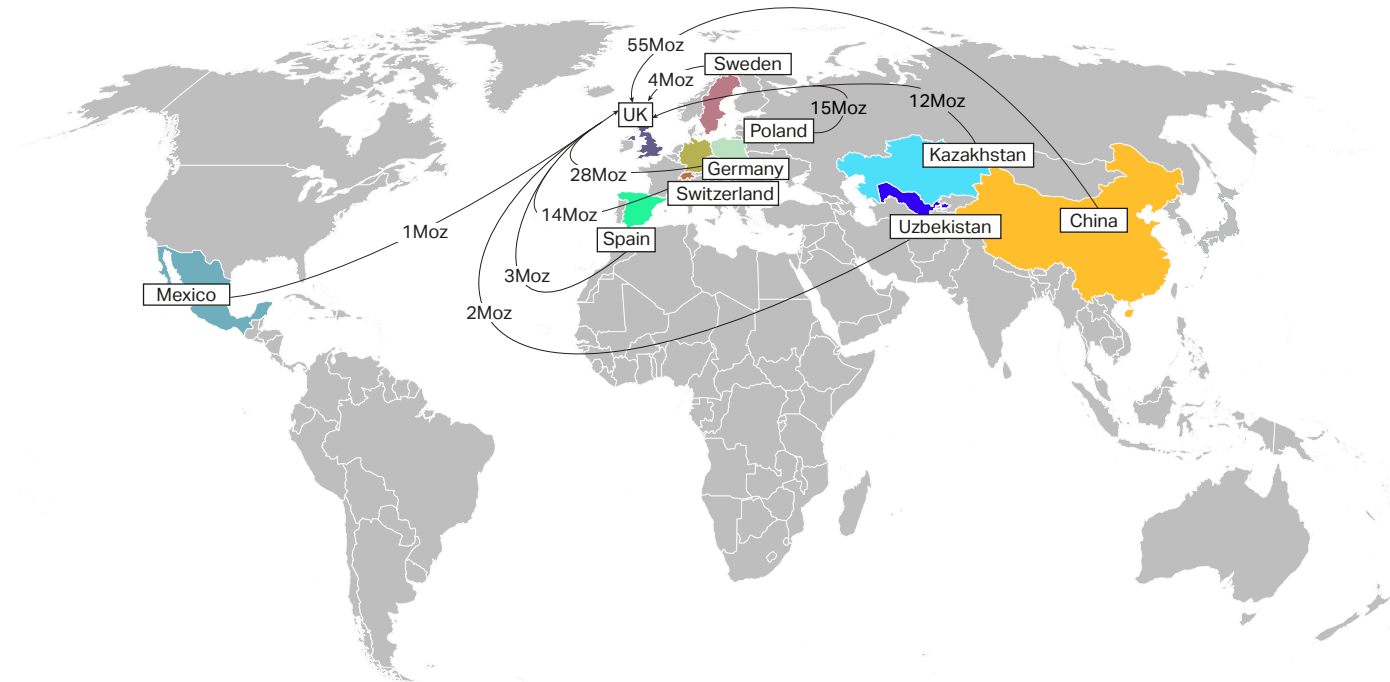 55Moz
Sweden
4Moz
12Moz
15Moz
UK
Poland
Kazakhstan
Germany
28Moz
Switzerland
14Moz
China
Uzbekistan
1Moz
Spain
3Moz
Mexico
2Moz